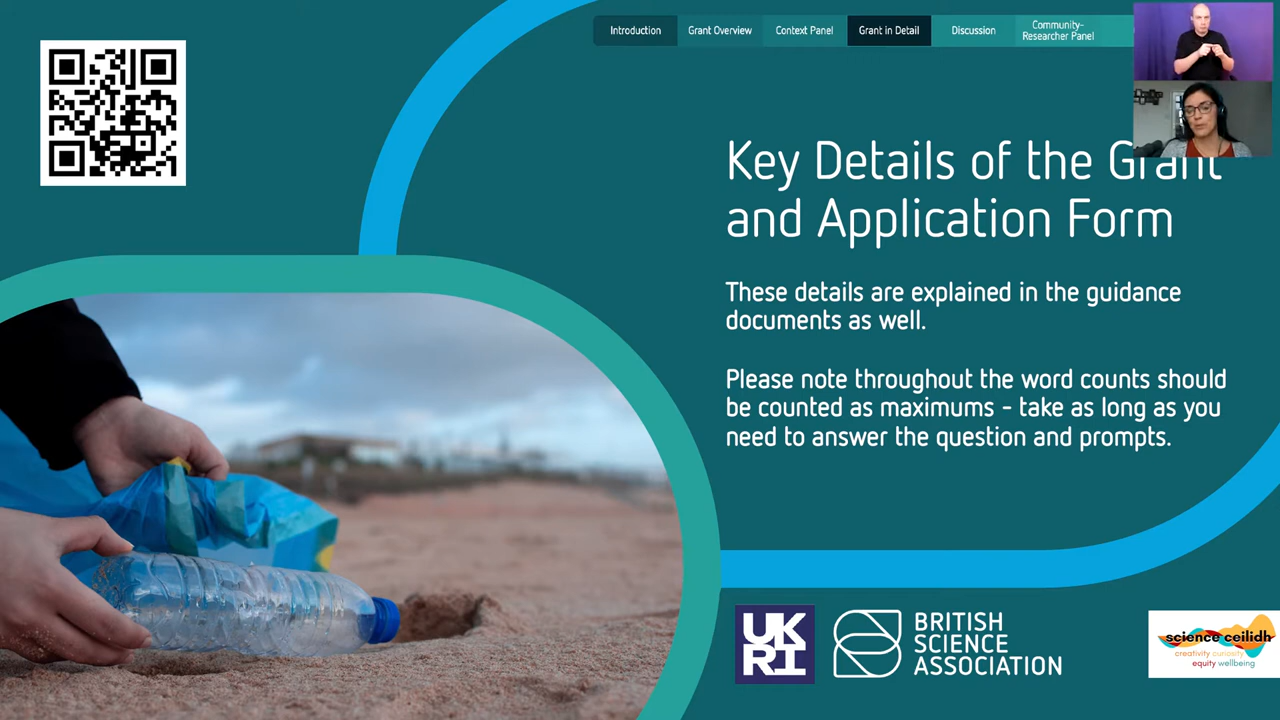 Introduction
Grant Overview
Context Panel
Grant in Detail
Discussion
Community-
Researcher Panel
Key Details of the Grant
and Application Form
These details are explained in the guidance
documents as well.
Please note throughout the word counts should
be counted as maximums - take as long as you
need to answer the question and prompts.
UK
RI
BRITISH
SCIENCE
ASSOCIATION
science ceilidh
creativity curiosity
equity wellbeing